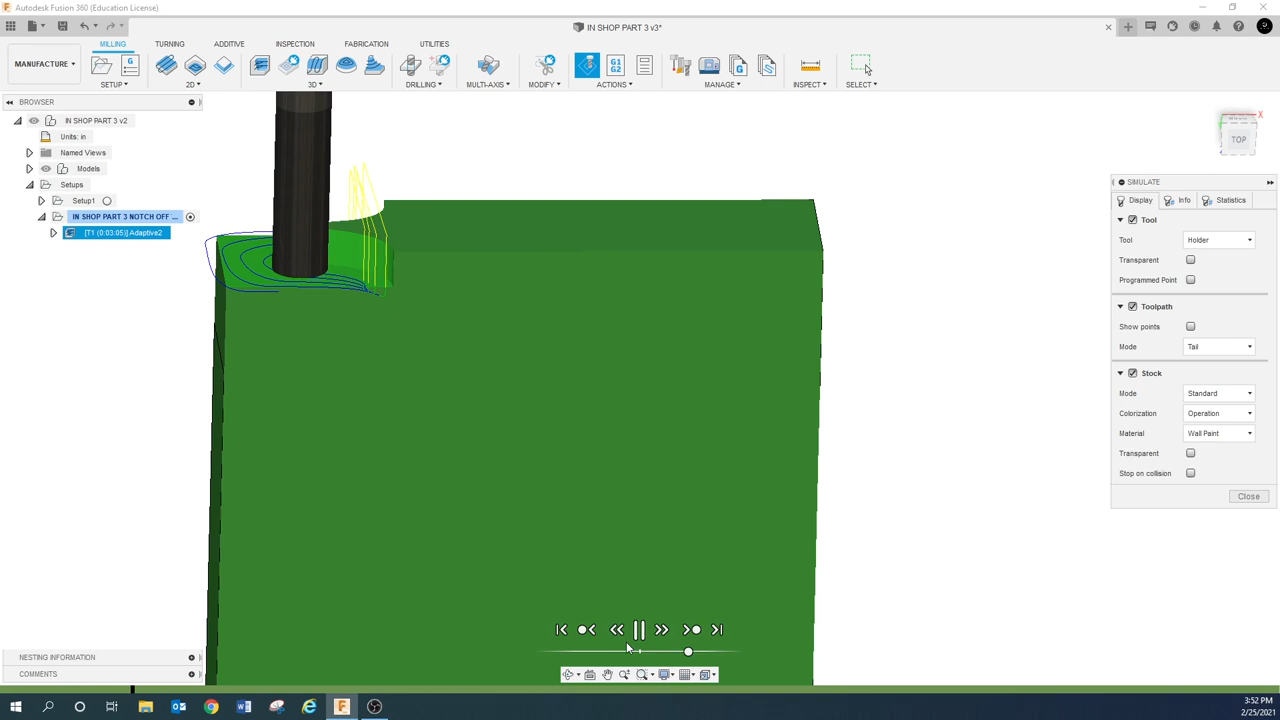 Autodesk Fusion 360 (Education License)
IN SHOP PART 3 v3*
MILLING TURNING ADDITIVE INSPECTION FABRICATION UTILITIES
MANUFACTURE
G1
G2
G
SETUP 2D 3D DRILLING MULTI-AXIS MODIFY ACTIONS MANAGE INSPECT SELECT
BROWSER
IN SHOP PART 3 v2
Units: in
Named Views
Models
Setups
Setup1
IN SHOP PART 3 NOTCH OFF ...
[T1 (0:03:05)] Adaptive2
X
TOP
SIMULATE
Display Info Statistics
Tool
Tool Holder
Transparent
Programmed Point
Toolpath
Show points
Mode Tail
Stock
Mode Standard
Colorization Operation
Material Wall Paint
Transparent
Stop on collision
Close
NESTING INFORMATION
COMMENTS
3:52 PM
2/25/2021